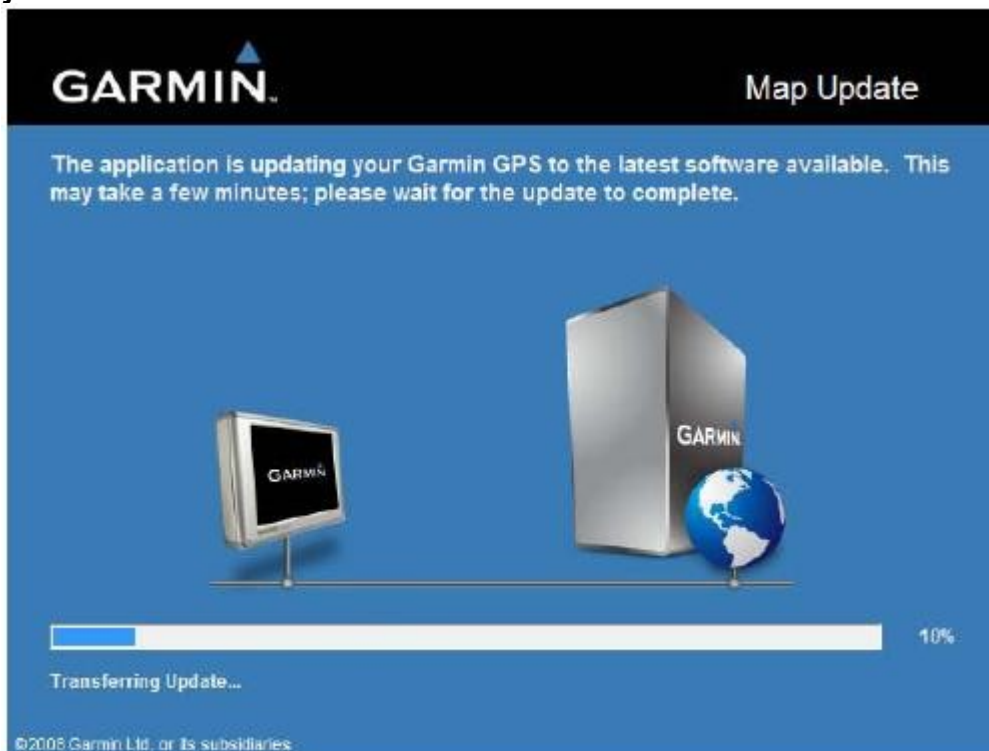 GARMIN
Map Update
The application is updating your Garmin GPS to the latest software available. This
may take a few minutes; please wait for the update to complete.
GARMIN
GARMIN
10%
Transferring Update...
©2008 Garmin Ltd. or its subsidiaries